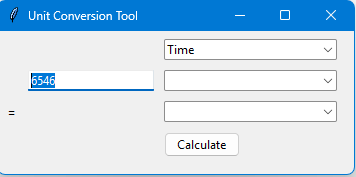 Unit Conversion Tool
Time
6546
=
Calculate